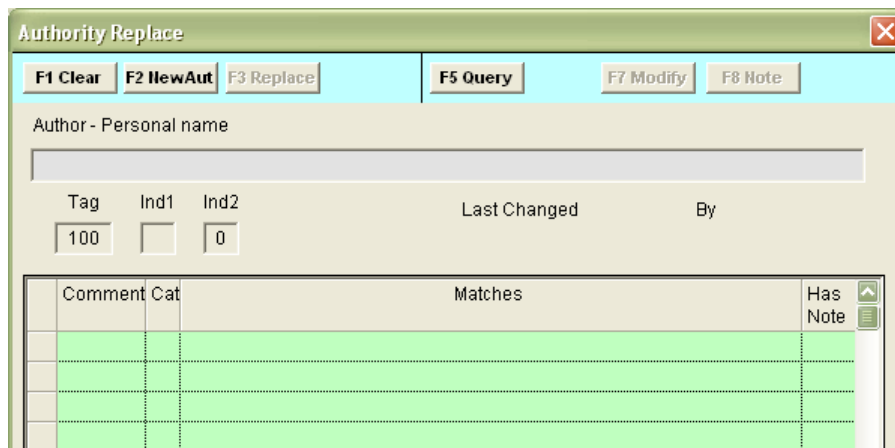 Authority Replace
F1 Clear F2 NewAut F3 Replace F5 Query F7 Modify F8 Note
Author - Personal name
Tag Ind1 Ind2 Last Changed By
100 0
Comment Cat Matches Has Note